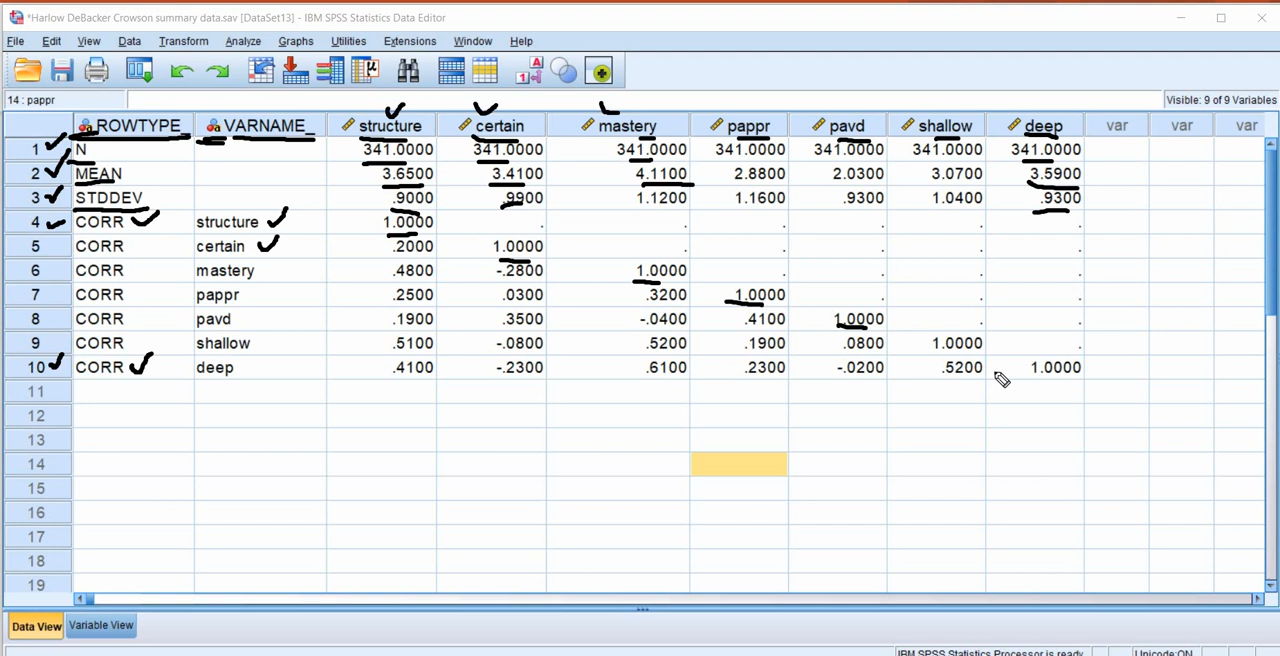 *Harlow DeBacker Crowson summary data.sav [DataSet13] - IBM SPSS Statistics Data Editor
File Edit View Data Transform Analyze Graphs Utilities Extensions Window Help
14 : pappr Visible: 9 of 9 Variables
ROWTYPE_ VARNAME_ structure certain mastery pappr pavd shallow deep var var var
1 N 341.0000 341.0000 341.0000 341.0000 341.0000 341.0000 341.0000
2 MEAN 3.6500 3.4100 4.1100 2.8800 2.0300 3.0700 3.5900
3 STDDEV .9000 .9900 1.1200 1.1600 .9300 1.0400 .9300
4 CORR structure 1.0000 . . . . . .
5 CORR certain .2000 1.0000 . . . . .
6 CORR mastery .4800 -.2800 1.0000 . . . .
7 CORR pappr .2500 .0300 .3200 1.0000 . . .
8 CORR pavd .1900 .3500 -.0400 .4100 1.0000 . .
9 CORR shallow .5100 -.0800 .5200 .1900 .0800 1.0000 .
10 CORR deep .4100 -.2300 .6100 .2300 -.0200 .5200 1.0000
11
12
13
14
15
16
17
18
19
Data View Variable View
IBM SPSS Statistics Processor is ready Unicode:ON